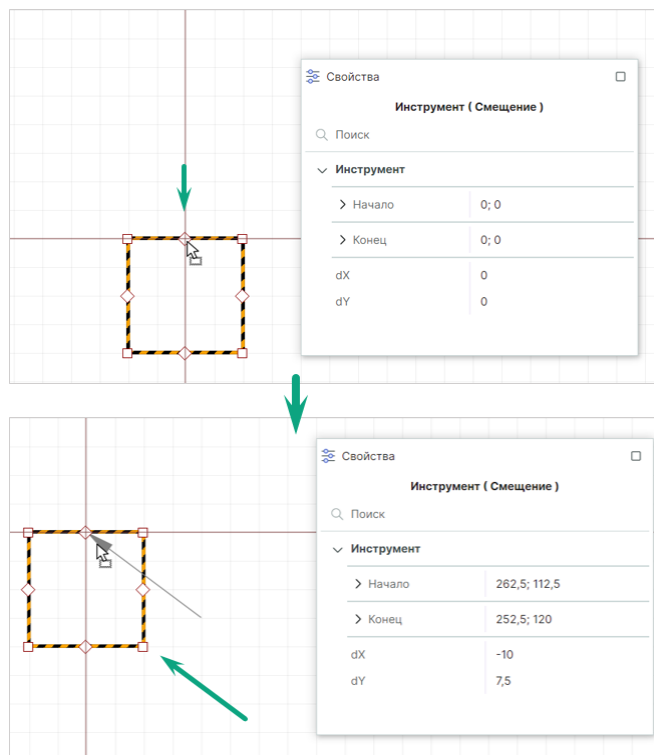 Свойства
Инструмент ( Смещение )
Поиск
Инструмент
Начало 0; 0
Конец 0; 0
dX 0
dY 0
Свойства
Инструмент ( Смещение )
Поиск
Инструмент
Начало 262,5; 112,5
Конец 252,5; 120
dX -10
dY 7,5